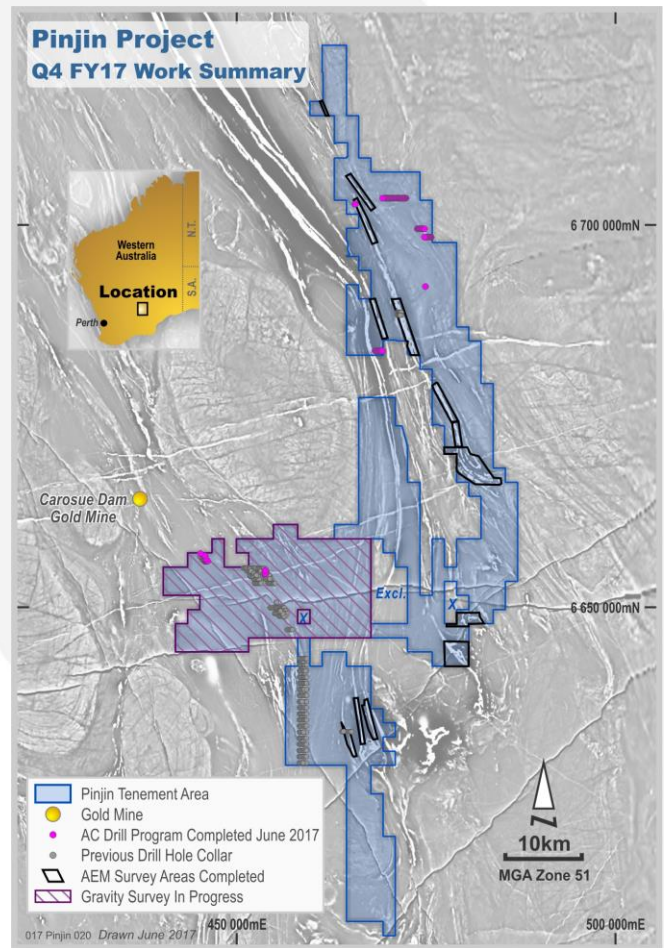 Pinjin Project
Q4 FY17 Work Summary
Western
Australia
N.T.
S.A.
Location
Perth
6 700 000mN
Carosue Dam
Gold Mine
Excl.
X
X
6 650 000mN
Pinjin Tenement Area
Gold Mine
AC Drill Program Completed June 2017
Previous Drill Hole Collar
AEM Survey Areas Completed
Gravity Survey In Progress
N
10km
MGA Zone 51
017 Pinjin 020 Drawn June 2017
450 000mE
500 000mE